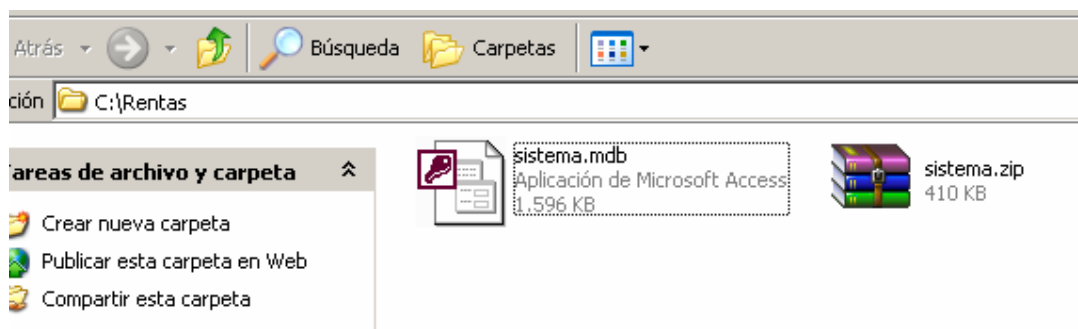 Atrás Búsqueda Carpetas
ción C:\Rentas
areas de archivo y carpeta
sistema.mdb
Aplicación de Microsoft Access
1.596 KB
sistema.zip
410 KB
Crear nueva carpeta
Publicar esta carpeta en Web
Compartir esta carpeta